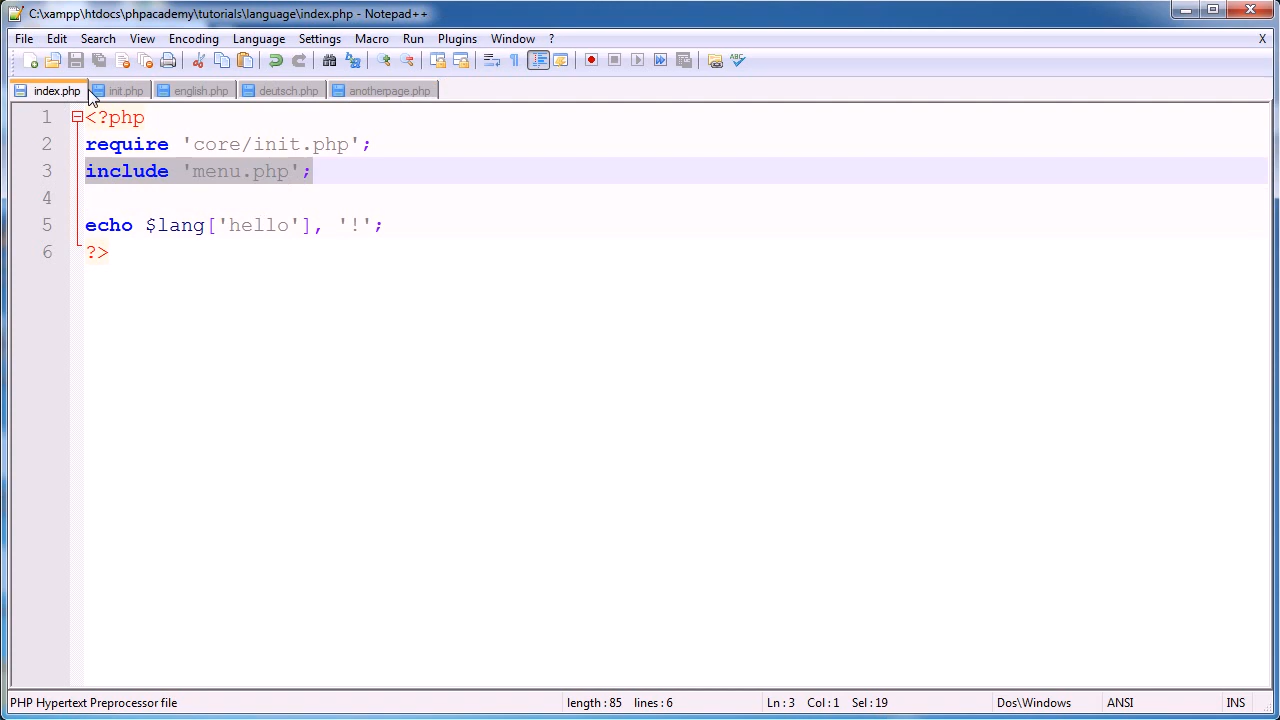 C:\xampp\htdocs\phpacademy\tutorials\language\index.php - Notepad++
File Edit Search View Encoding Language Settings Macro Run Plugins Window ? X
index.php init.php english.php deutsch.php anotherpage.php
1 <?php
2 require 'core/init.php';
3 include 'menu.php';
4
5 echo $lang['hello'], '!';
6 ?>
PHP Hypertext Preprocessor file length : 85 lines : 6 Ln : 3 Col : 1 Sel : 19 Dos\Windows ANSI INS